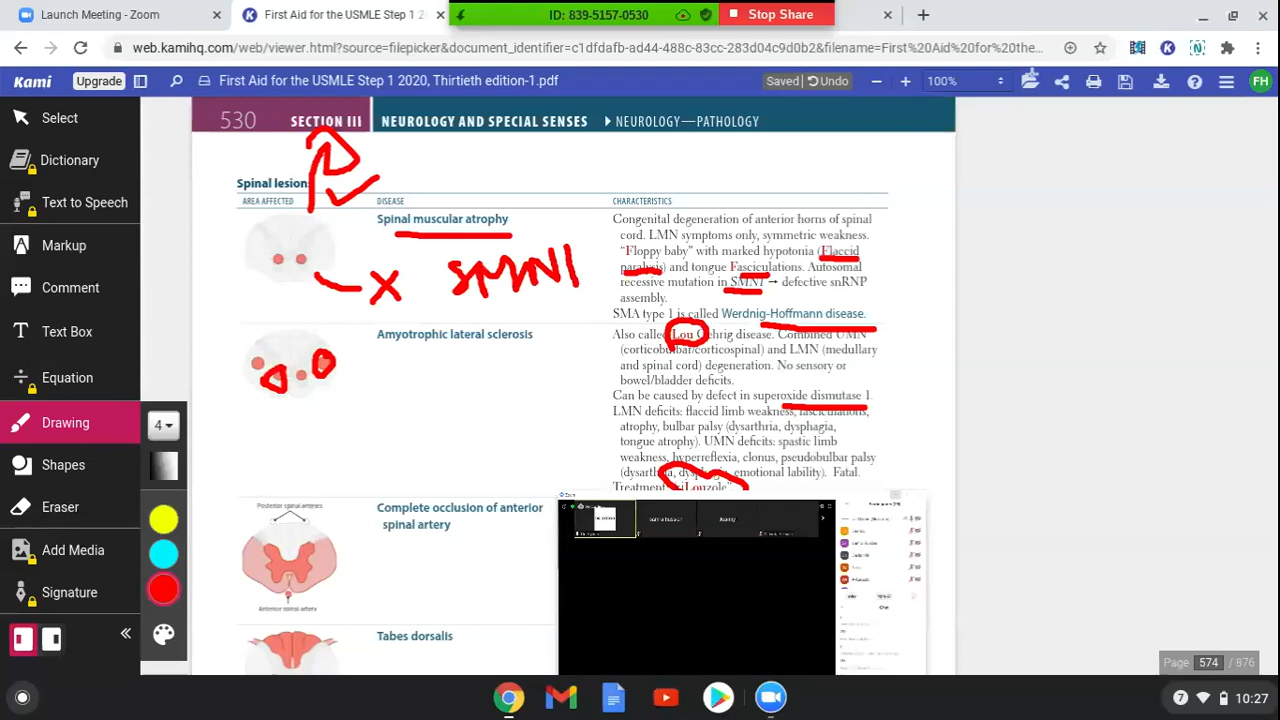 Launch Meeting - Zoom
First Aid for the USMLE Step 1 2
ID: 839-5157-0530
Stop Share
web.kamihq.com/web/viewer.html?source=filepicker&document_identifier=c1dfdafb-ad44-488c-83cc-283d04c9d0b2&filename=First%20Aid%20for%20the...
Kami
Upgrade
First Aid for the USMLE Step 1 2020, Thirtieth edition-1.pdf
Saved
Undo
100%
FH
Select
Dictionary
Text to Speech
Markup
Comment
Text Box
Equation
Drawing
4
Shapes
Eraser
Add Media
Signature
530 SECTION III NEUROLOGY AND SPECIAL SENSES NEUROLOGY—PATHOLOGY
Spinal lesion
AREA AFFECTED DISEASE CHARACTERISTICS
Spinal muscular atrophy
Congenital degeneration of anterior horns of spinal
cord. LMN symptoms only, symmetric weakness.
"Floppy baby" with marked hypotonia (Flaccid
paralysis) and tongue Fasciculations. Autosomal
recessive mutation in SMN1 → defective snRNP
assembly.
SMA type 1 is called Werdnig-Hoffmann disease.
X SMN1
Amyotrophic lateral sclerosis
Also called Lou Gehrig disease. Combined UMN
(corticobulbar/corticospinal) and LMN (medullary
and spinal cord) degeneration. No sensory or
bowel/bladder deficits.
Can be caused by defect in superoxide dismutase 1.
LMN deficits: flaccid limb weakness, fasciculations,
atrophy, bulbar palsy (dysarthria, dysphagia,
tongue atrophy). UMN deficits: spastic limb
weakness, hyperreflexia, clonus, pseudobulbar palsy
(dysarthria, dysphagia, emotional lability). Fatal.
Treatment: "riLouzole"
Posterior spinal arteries
Anterior spinal artery
Complete occlusion of anterior
spinal artery
Tabes dorsalis
Zoom
Chat
Page 574 / 876
7
10:27